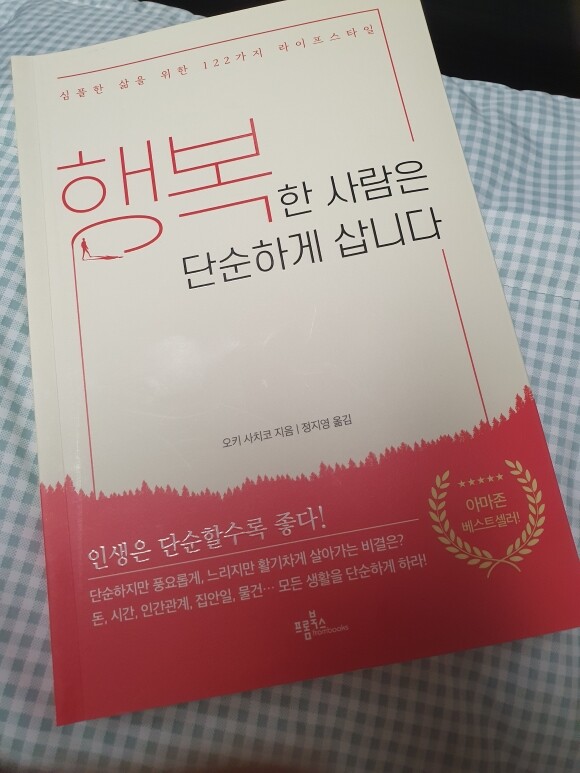 심플한 삶을 위한 122가지 라이프스타일
행복한 사람은
단순하게 삽니다
오키 사치코 지음 | 정지영 옮김
★★★★★
아마존
베스트셀러!
인생은 단순할수록 좋다!
단순하지만 풍요롭게, 느리지만 활기차게 살아가는 비결은?
돈, 시간, 인간관계, 집안일, 물건… 모든 생활을 단순하게 하라!
프롬북스
frombooks